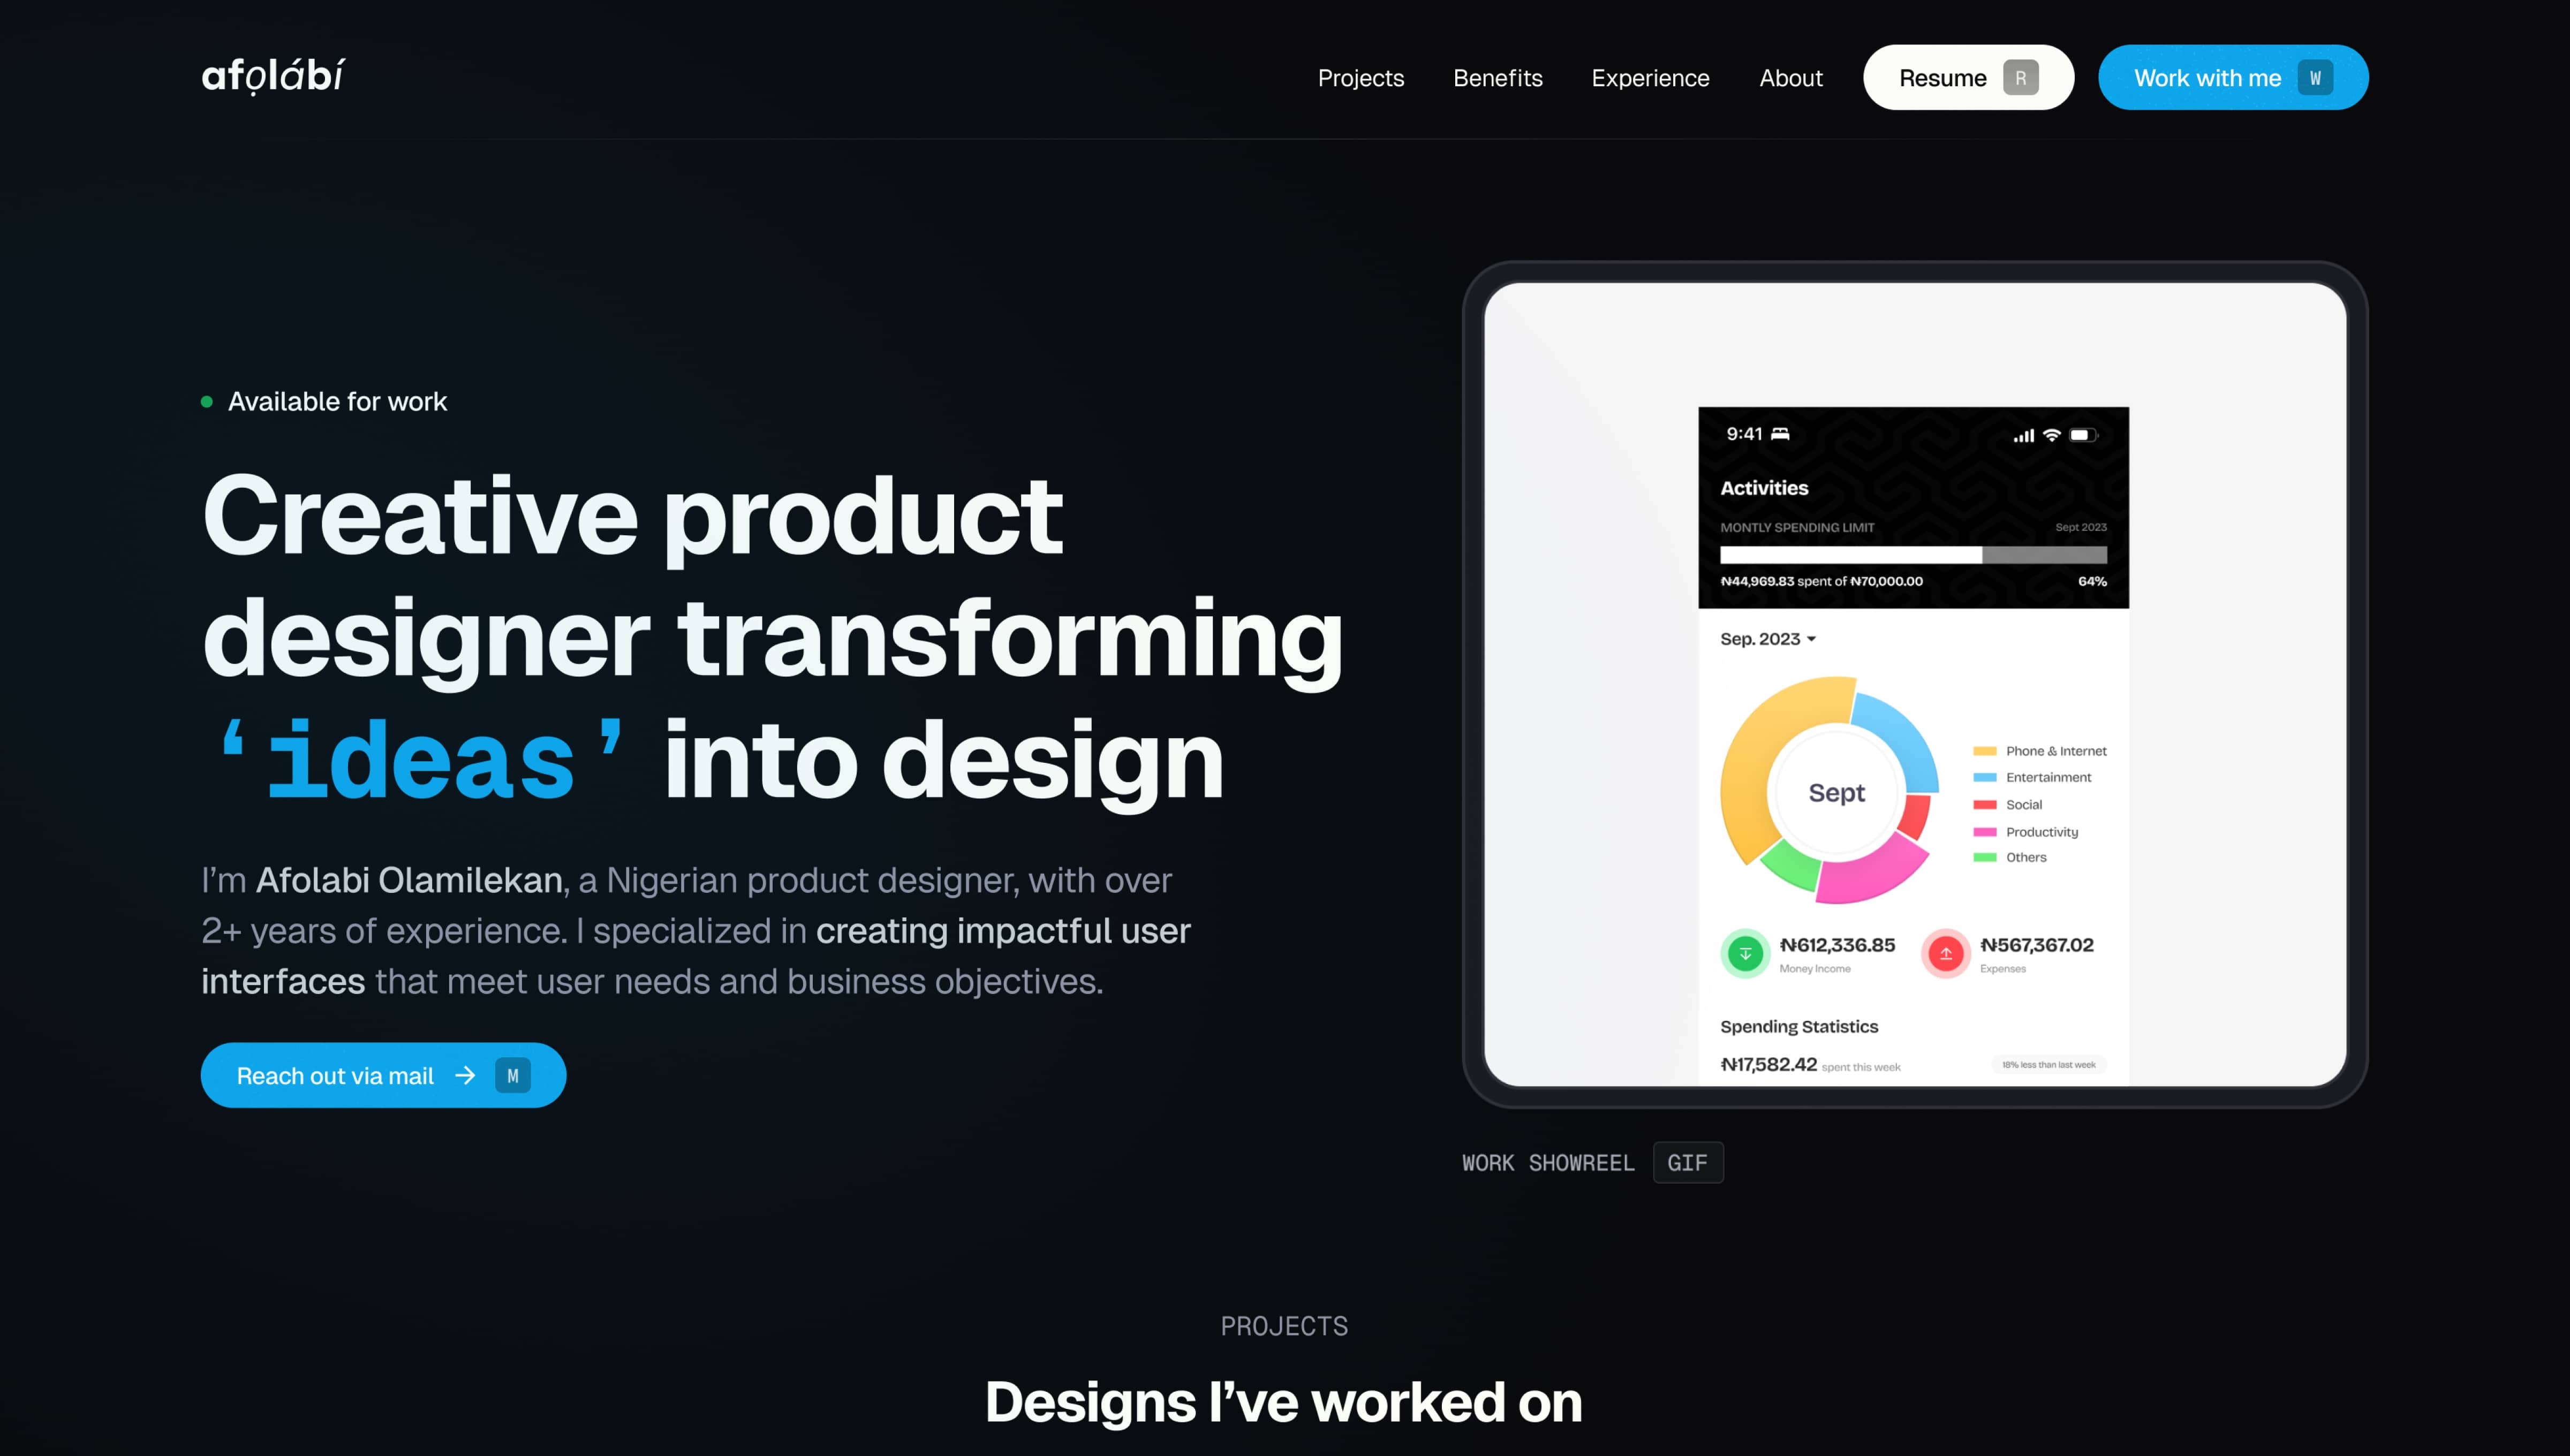 afọlábí
Projects Benefits Experience About Resume R Work with me W
Available for work
Creative product
designer transforming
‘ideas’ into design
I’m Afolabi Olamilekan, a Nigerian product designer, with over
2+ years of experience. I specialized in creating impactful user
interfaces that meet user needs and business objectives.
Reach out via mail → M
9:41
Activities
MONTLY SPENDING LIMIT Sept 2023
₦44,969.83 spent of ₦70,000.00 64%
Sep. 2023
Sept
Phone & Internet
Entertainment
Social
Productivity
Others
₦612,336.85
Money Income
₦567,367.02
Expenses
Spending Statistics
₦17,582.42 spent this week 18% less than last week
WORK SHOWREEL GIF
PROJECTS
Designs I’ve worked on